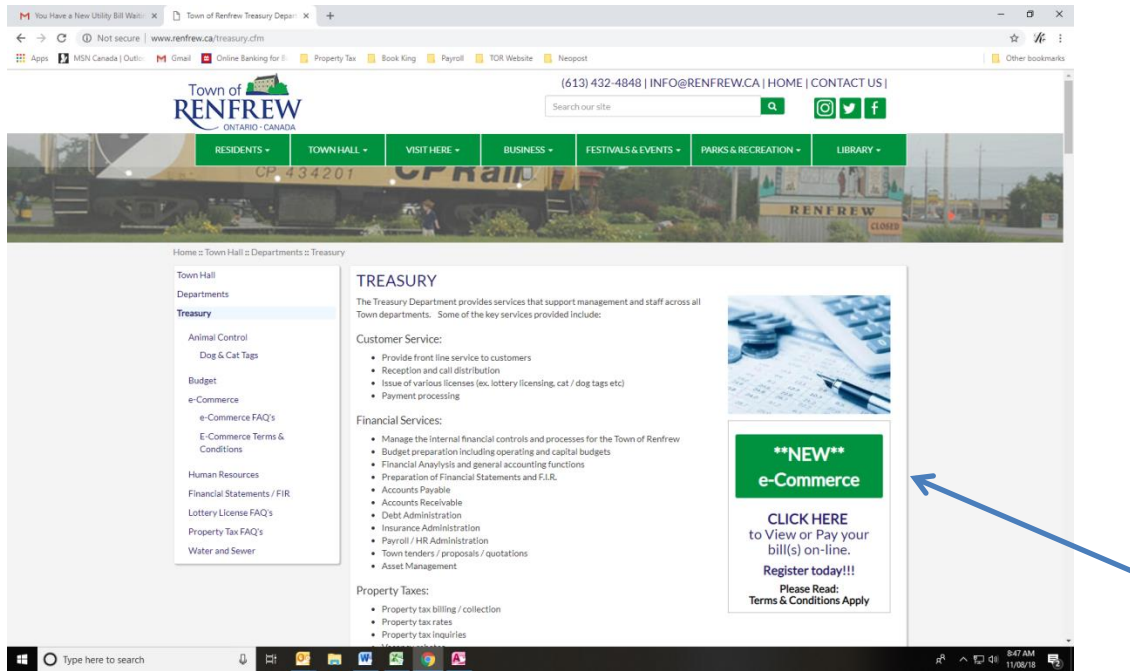 You Have a New Utility Bill Waitin
Town of Renfrew Treasury Depar
Not secure | www.renfrew.ca/treasury.cfm
Apps MSN Canada | Outlo Gmail Online Banking for B Property Tax Book King Payroll TOR Website Neopost Other bookmarks
Town of
RENFREW
ONTARIO · CANADA
(613) 432-4848 | INFO@RENFREW.CA | HOME | CONTACT US |
Search our site
RESIDENTS TOWN HALL VISIT HERE BUSINESS FESTIVALS & EVENTS PARKS & RECREATION LIBRARY
CP 434201
CP Rail
RENFREW
CLOSED
Home :: Town Hall :: Departments :: Treasury
Town Hall
Departments
Treasury
Animal Control
Dog & Cat Tags
Budget
e-Commerce
e-Commerce FAQ's
E-Commerce Terms &
Conditions
Human Resources
Financial Statements / FIR
Lottery License FAQ's
Property Tax FAQ's
Water and Sewer
TREASURY
The Treasury Department provides services that support management and staff across all
Town departments. Some of the key services provided include:
Customer Service:
• Provide front line service to customers
• Reception and call distribution
• Issue of various licenses (ex. lottery licensing, cat / dog tags etc)
• Payment processing
Financial Services:
• Manage the internal financial controls and processes for the Town of Renfrew
• Budget preparation including operating and capital budgets
• Financial Anaylysis and general accounting functions
• Preparation of Financial Statements and F.I.R.
• Accounts Payable
• Accounts Receivable
• Debt Administration
• Insurance Administration
• Payroll / HR Administration
• Town tenders / proposals / quotations
• Asset Management
Property Taxes:
• Property tax billing / collection
• Property tax rates
• Property tax inquiries
**NEW**
e-Commerce
CLICK HERE
to View or Pay your
bill(s) on-line.
Register today!!!
Please Read:
Terms & Conditions Apply
Type here to search
8:47 AM
11/08/18